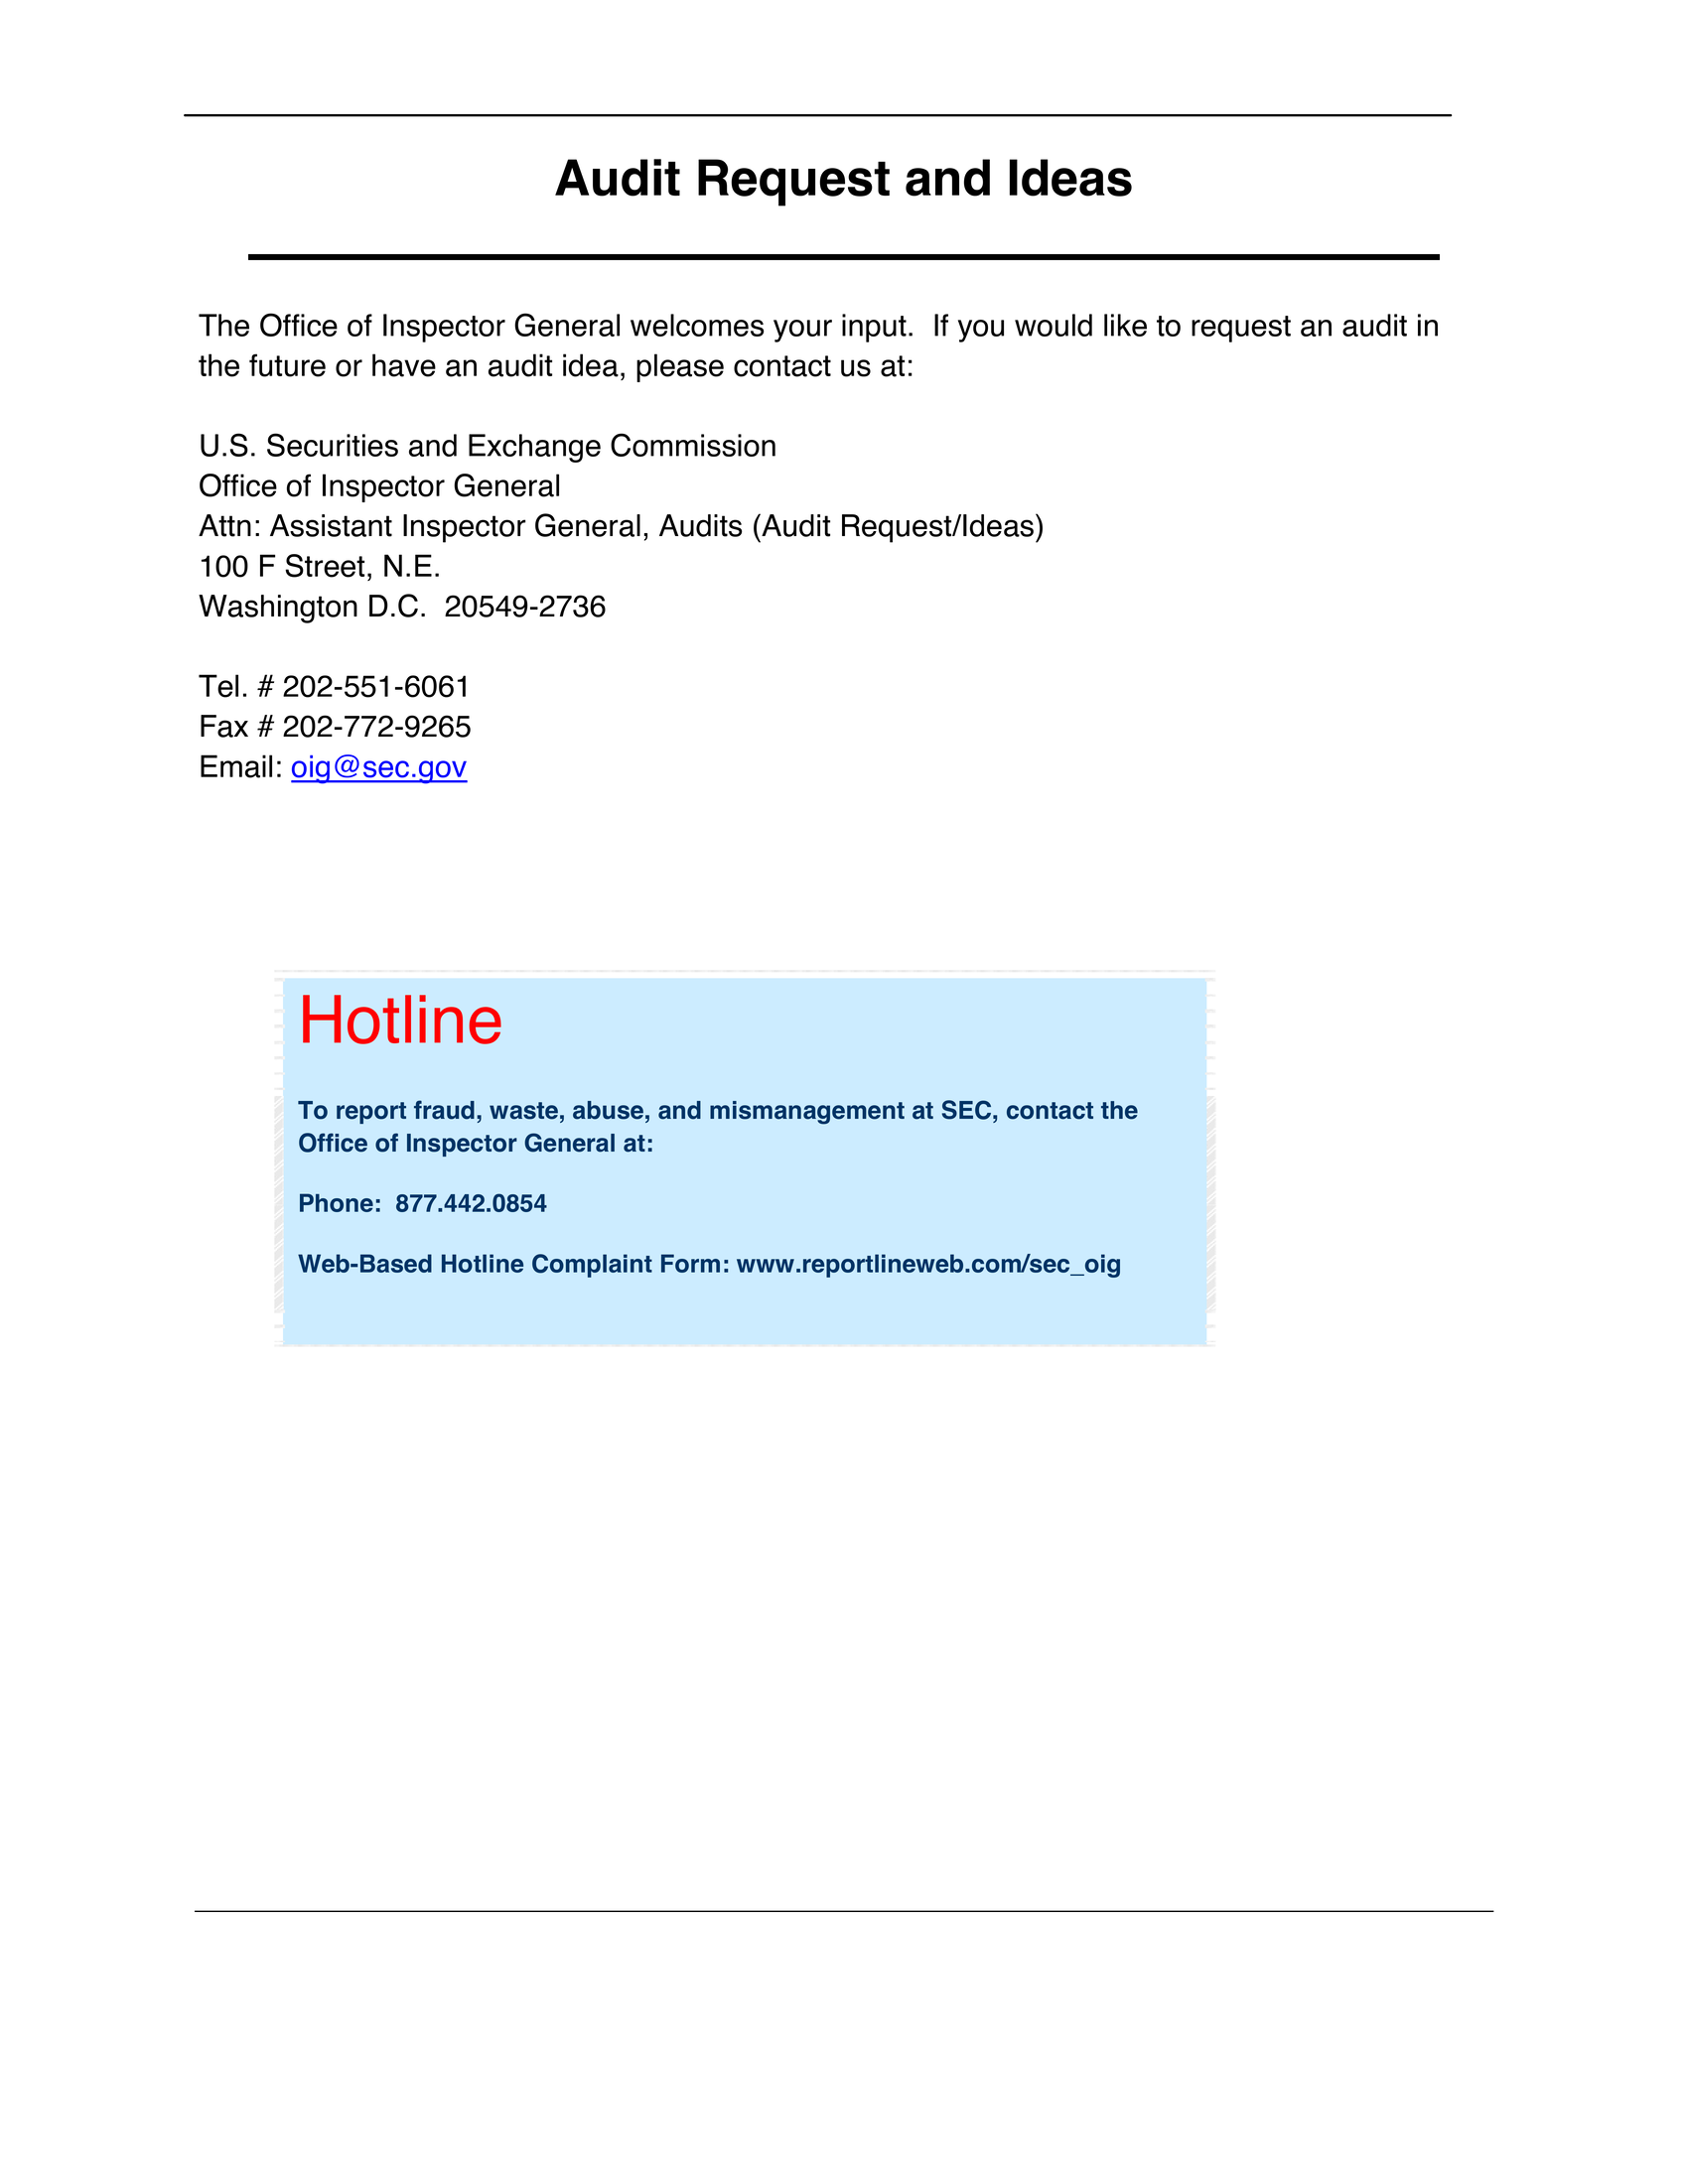 Audit Request and Ideas
The Office of Inspector General welcomes your input.  If you would like to request an audit in
the future or have an audit idea, please contact us at:
U.S. Securities and Exchange Commission
Office of Inspector General
Attn: Assistant Inspector General, Audits (Audit Request/Ideas)
100 F Street, N.E.
Washington D.C.  20549-2736
Tel. # 202-551-6061
Fax # 202-772-9265
Email: oig@sec.gov
Hotline
To report fraud, waste, abuse, and mismanagement at SEC, contact the
Office of Inspector General at:
Phone:  877.442.0854
Web-Based Hotline Complaint Form: www.reportlineweb.com/sec_oig